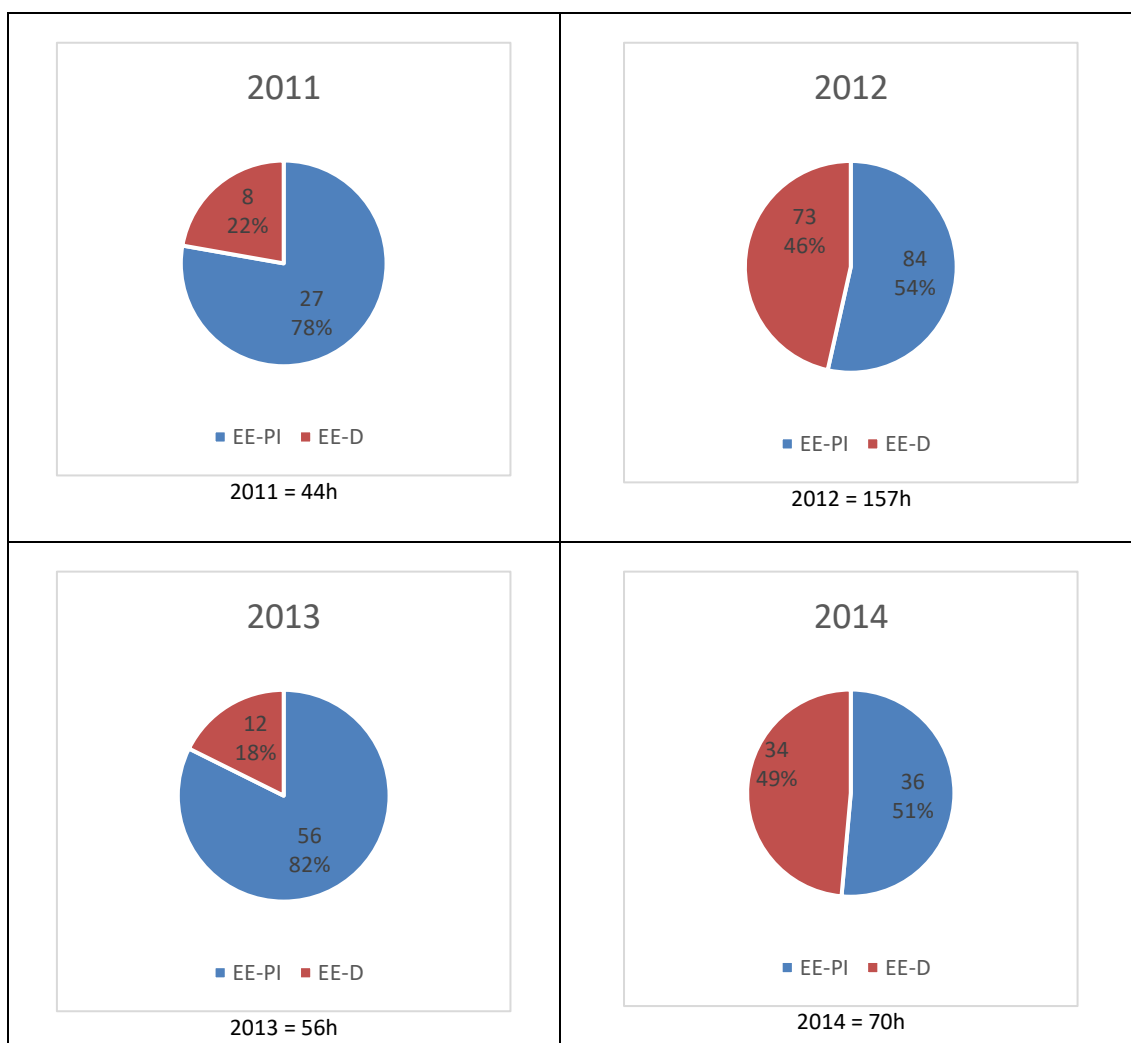 2011
8
22%
27
78%
EE-PI EE-D
2011 = 44h
2012
73
46%
84
54%
EE-PI EE-D
2012 = 157h
2013
12
18%
56
82%
EE-PI EE-D
2013 = 56h
2014
34
49%
36
51%
EE-PI EE-D
2014 = 70h